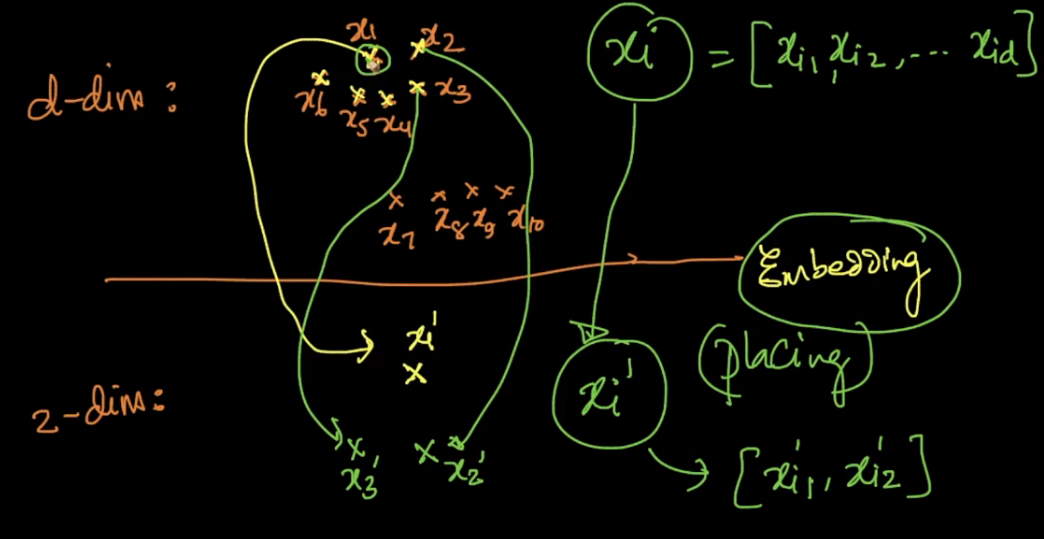 x1 x2
xi = [xi1, xi2, ... xid]
d-dim :
x6 x5 x4 x3
x7 x8 x9 x10
Embedding
x1'
(placing)
2-dim:
xi'
x3' x2'
[xi1', xi2']